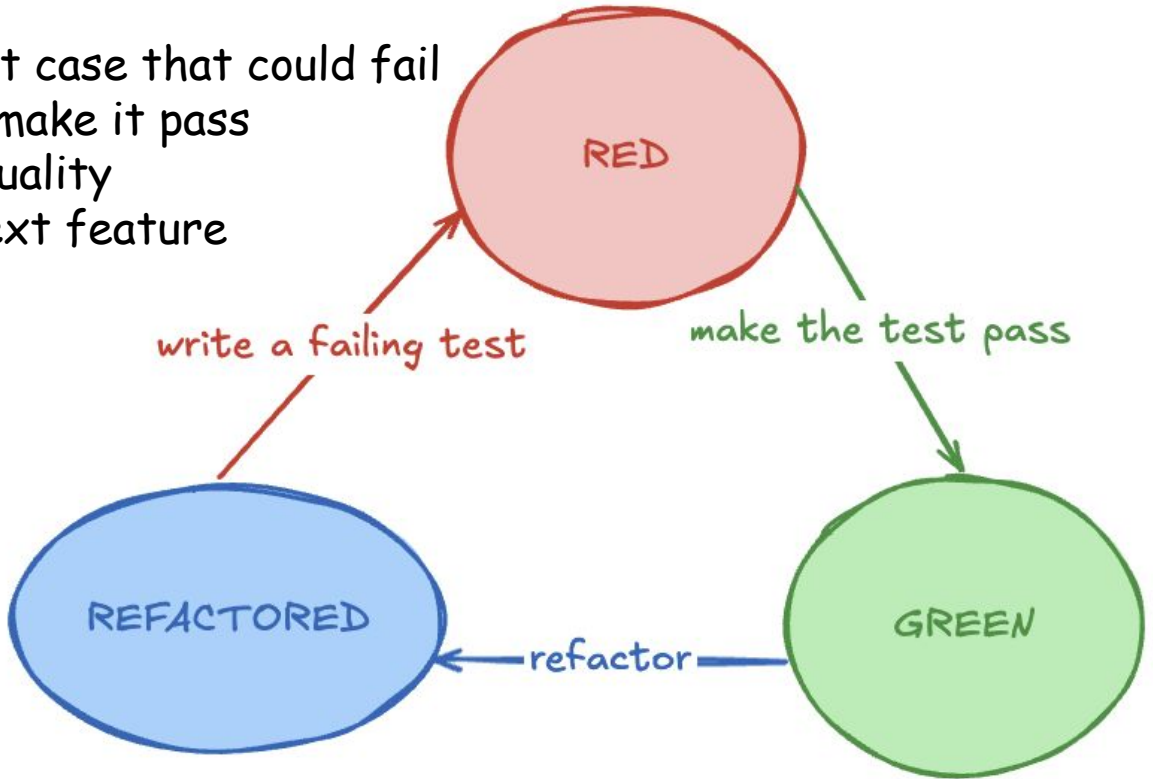 t case that could fail
make it pass
uality
ext feature
RED
write a failing test
make the test pass
REFACTORED
refactor
GREEN